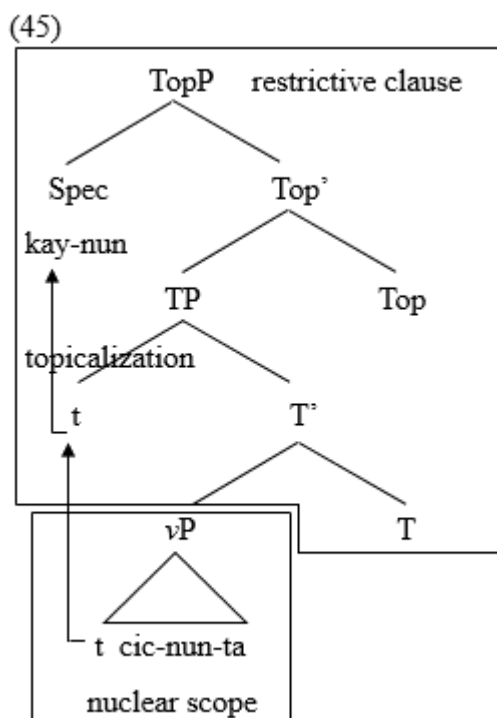 (45)
TopP restrictive clause
Spec Top’
kay-nun
TP Top
topicalization
t T’
vP T
t cic-nun-ta
nuclear scope